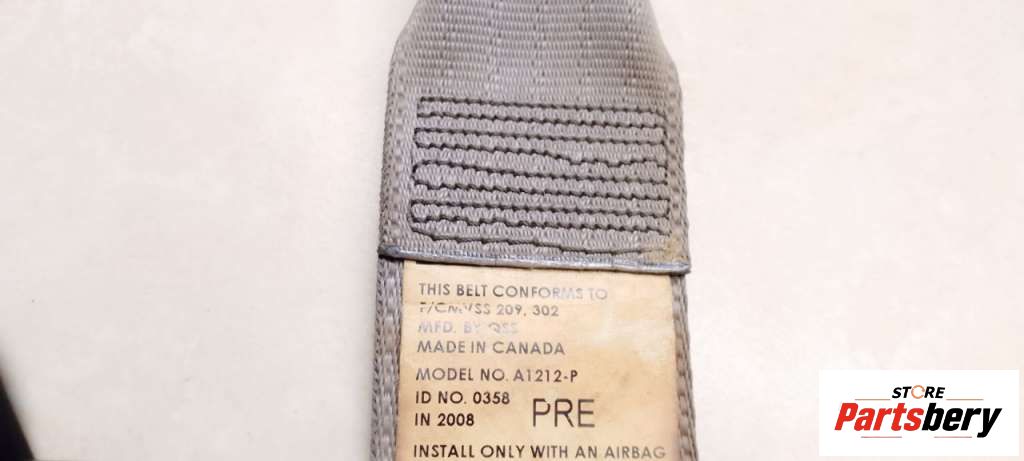 THIS BELT CONFORMS TO
F/CMVSS 209, 302
MFD. BY QSS
MADE IN CANADA
MODEL NO. A1212-P
ID NO. 0358
IN 2008 PRE
INSTALL ONLY WITH AN AIRBAG
STORE
Partsbery